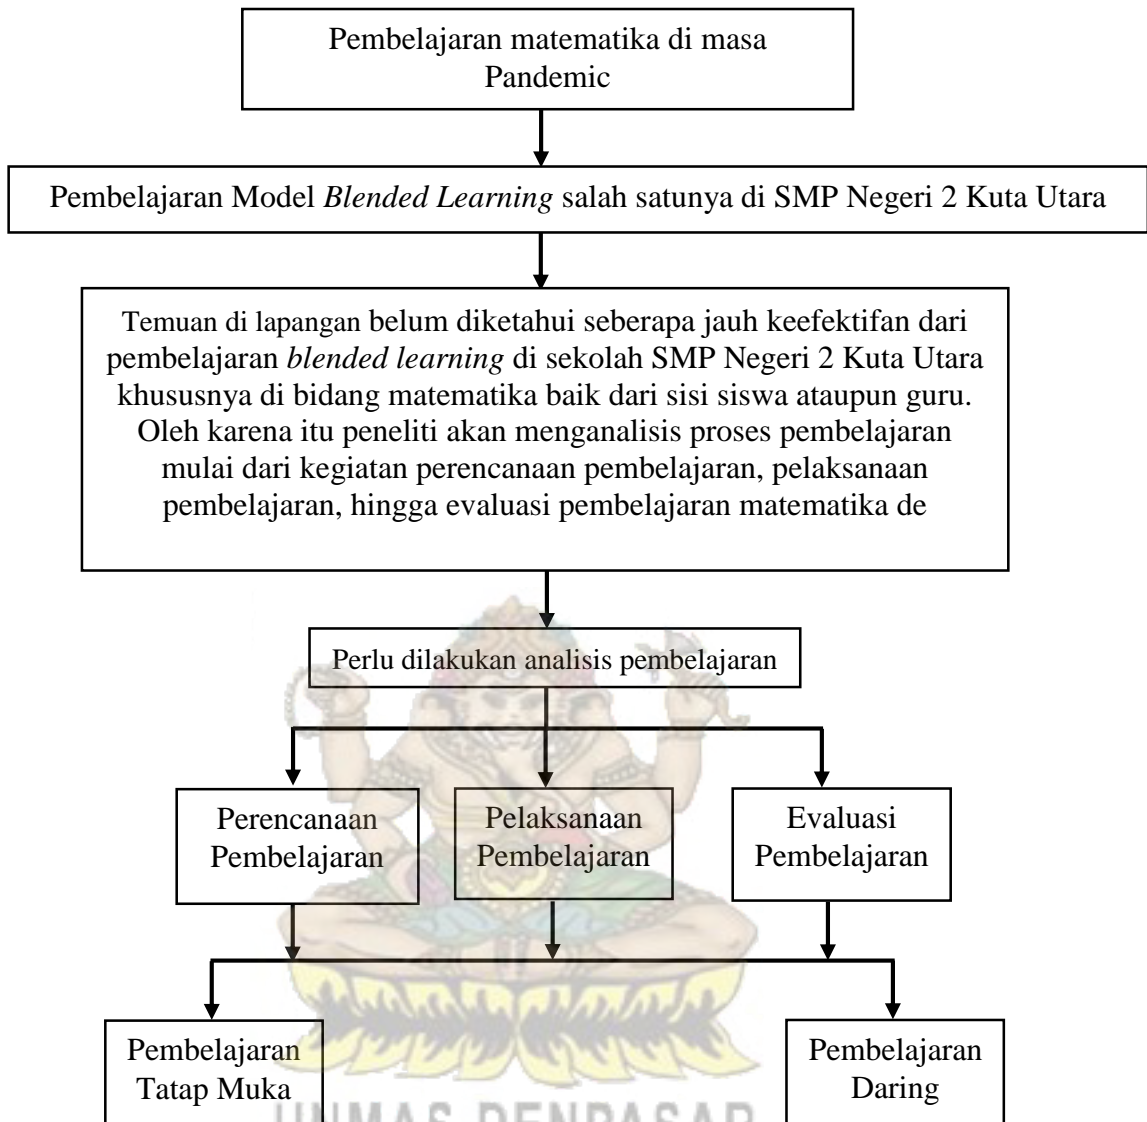 Pembelajaran matematika di masa
Pandemic
Pembelajaran Model Blended Learning salah satunya di SMP Negeri 2 Kuta Utara
Temuan di lapangan belum diketahui seberapa jauh keefektifan dari
pembelajaran blended learning di sekolah SMP Negeri 2 Kuta Utara
khususnya di bidang matematika baik dari sisi siswa ataupun guru.
Oleh karena itu peneliti akan menganalisis proses pembelajaran
mulai dari kegiatan perencanaan pembelajaran, pelaksanaan
pembelajaran, hingga evaluasi pembelajaran matematika de
Perlu dilakukan analisis pembelajaran
Perencanaan
Pembelajaran
Pelaksanaan
Pembelajaran
Evaluasi
Pembelajaran
Pembelajaran
Tatap Muka
Pembelajaran
Daring
UNMAS DENPASAR